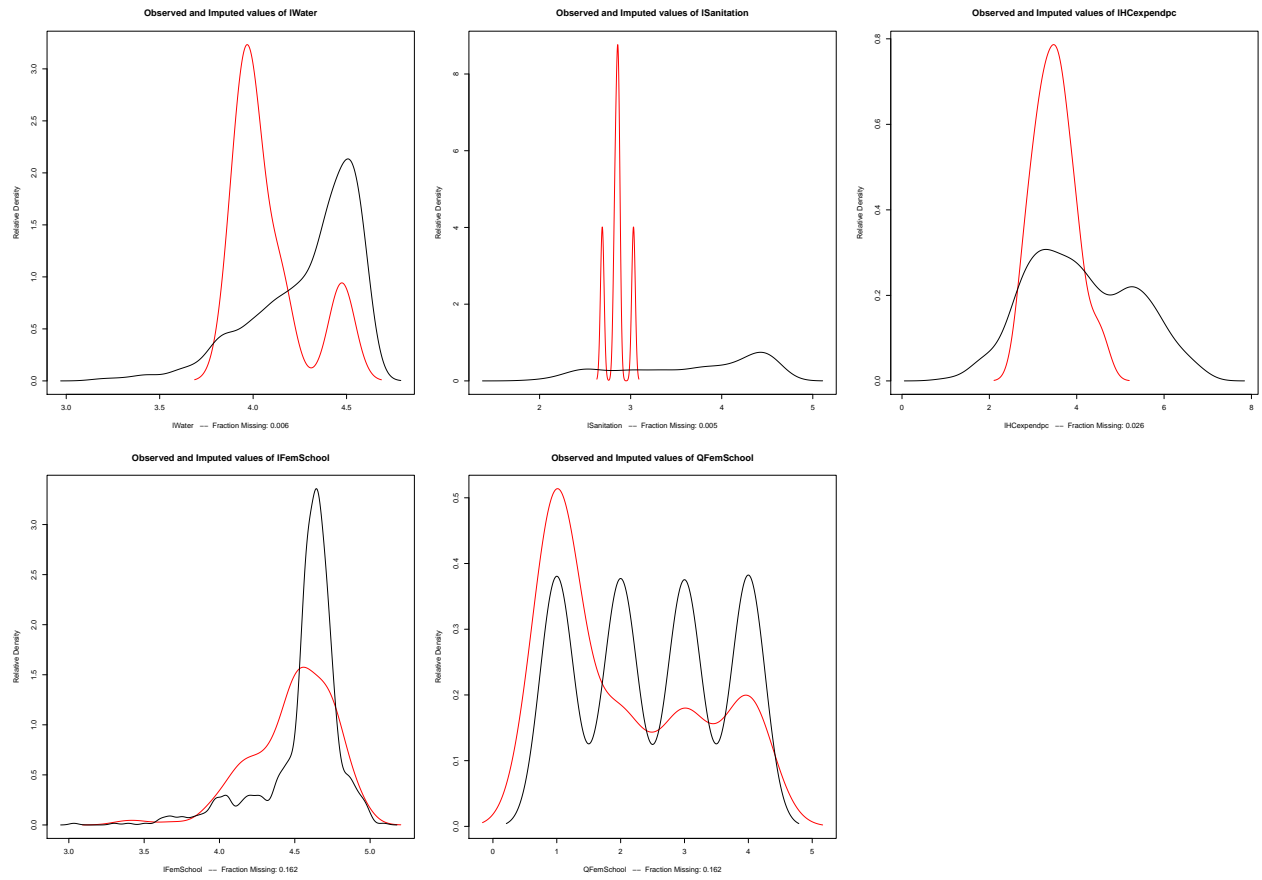 Observed and Imputed values of lWater
Relative Density
0.0 0.5 1.0 1.5 2.0 2.5 3.0
3.0 3.5 4.0 4.5
lWater -- Fraction Missing: 0.006
Observed and Imputed values of lSanitation
Relative Density
0 2 4 6 8
2 3 4 5
lSanitation -- Fraction Missing: 0.005
Observed and Imputed values of lHCexpendpc
Relative Density
0.0 0.2 0.4 0.6 0.8
0 2 4 6 8
lHCexpendpc -- Fraction Missing: 0.026
Observed and Imputed values of lFemSchool
Relative Density
0.0 0.5 1.0 1.5 2.0 2.5 3.0
3.0 3.5 4.0 4.5 5.0
lFemSchool -- Fraction Missing: 0.162
Observed and Imputed values of QFemSchool
Relative Density
0.0 0.1 0.2 0.3 0.4 0.5
0 1 2 3 4 5
QFemSchool -- Fraction Missing: 0.162